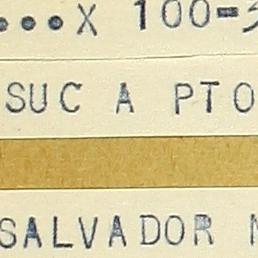 ...X 100=
SUC A PTO
SALVADOR